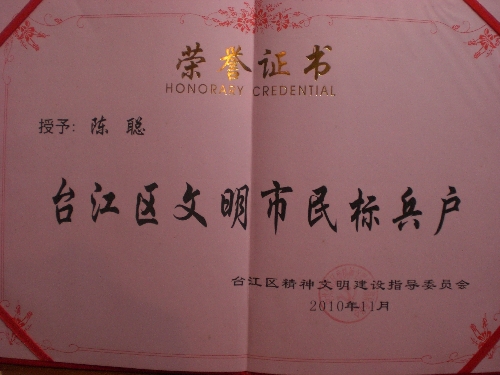 荣誉证书
HONORARY CREDENTIAL
授予: 陈聪
台江区文明市民标兵户
台江区精神文明建设指导委员会
2010年11月